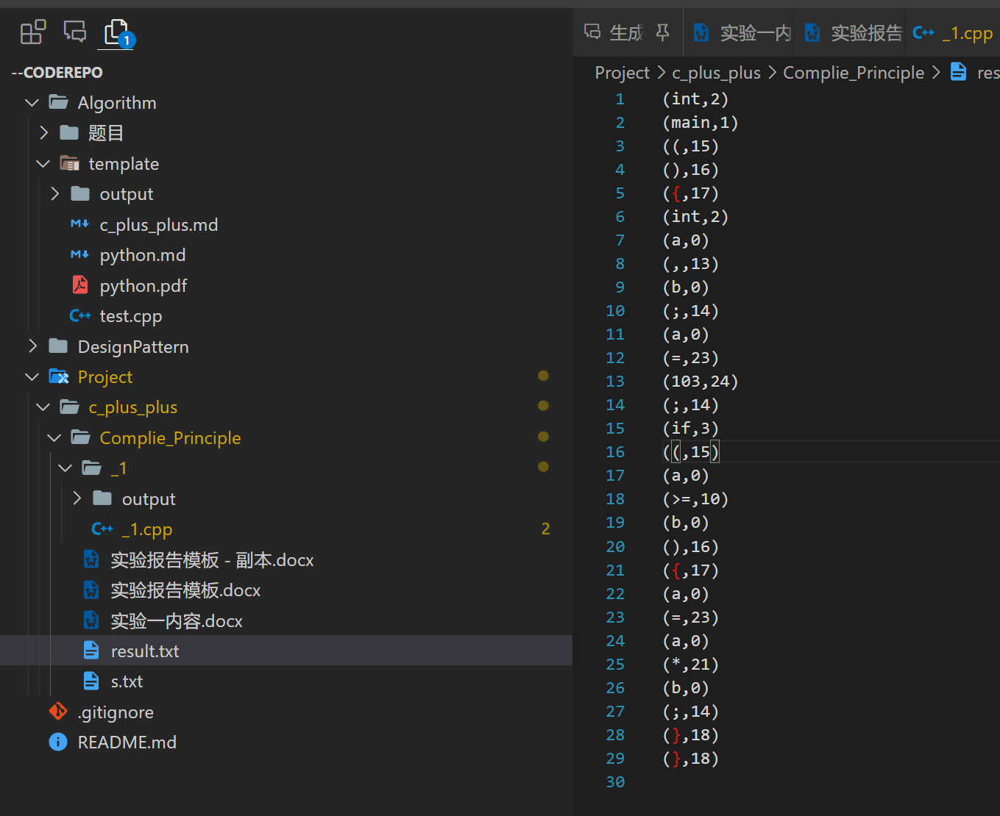 1
--CODEREPO
Algorithm
题目
template
output
c_plus_plus.md
python.md
python.pdf
C++ test.cpp
DesignPattern
Project
c_plus_plus
Complie_Principle
_1
output
C++ _1.cpp 2
实验报告模板 - 副本.docx
实验报告模板.docx
实验一内容.docx
result.txt
s.txt
.gitignore
README.md
生成 实验一内 实验报告 C++ _1.cpp
Project > c_plus_plus > Complie_Principle > res
1 (int,2)
2 (main,1)
3 ((,15)
4 (),16)
5 ({,17)
6 (int,2)
7 (a,0)
8 (,,13)
9 (b,0)
10 (;,14)
11 (a,0)
12 (=,23)
13 (103,24)
14 (;,14)
15 (if,3)
16 ((,15)
17 (a,0)
18 (>=,10)
19 (b,0)
20 (),16)
21 ({,17)
22 (a,0)
23 (=,23)
24 (a,0)
25 (*,21)
26 (b,0)
27 (;,14)
28 (},18)
29 (},18)
30